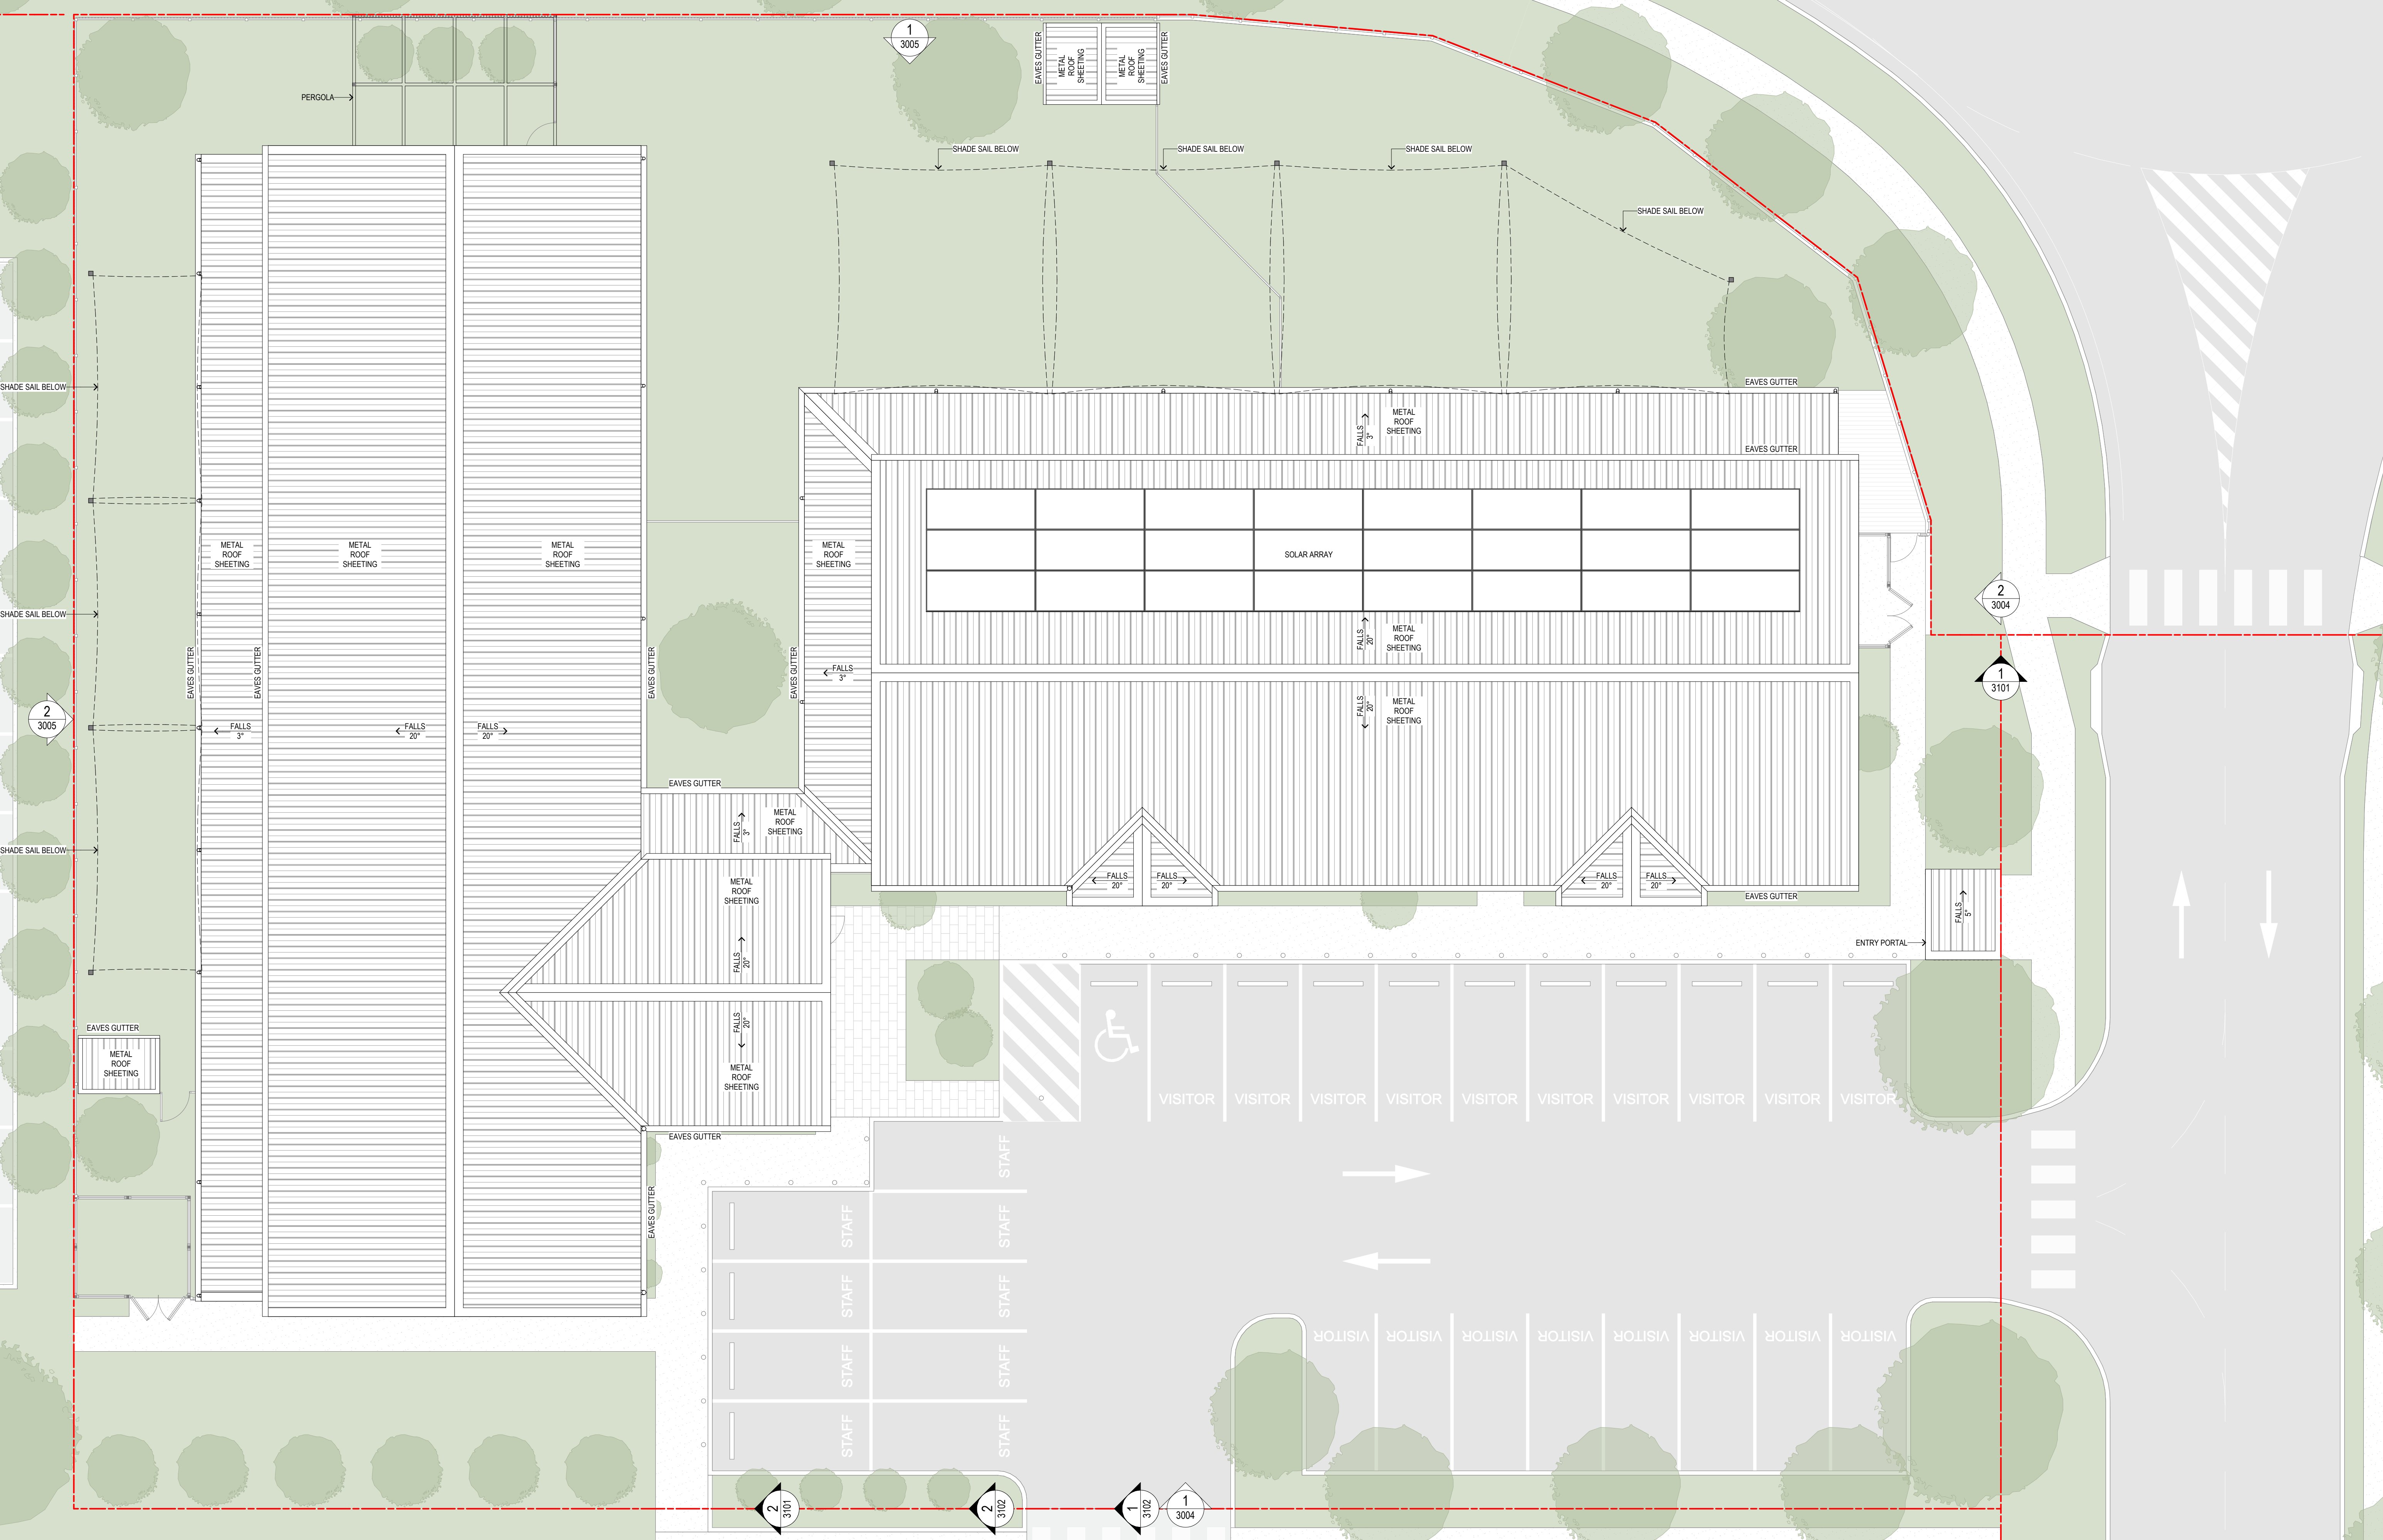 1
3005
EAVES GUTTER
METAL
ROOF
SHEETING
METAL
ROOF
SHEETING
EAVES GUTTER
PERGOLA
SHADE SAIL BELOW
SHADE SAIL BELOW
SHADE SAIL BELOW
SHADE SAIL BELOW
SHADE SAIL BELOW
EAVES GUTTER
FALLS
3°
METAL
ROOF
SHEETING
EAVES GUTTER
METAL
ROOF
SHEETING
METAL
ROOF
SHEETING
METAL
ROOF
SHEETING
METAL
ROOF
SHEETING
SOLAR ARRAY
2
3004
SHADE SAIL BELOW
FALLS
20°
METAL
ROOF
SHEETING
EAVES GUTTER
EAVES GUTTER
EAVES GUTTER
EAVES GUTTER
FALLS
3°
1
3101
2
3005
FALLS
3°
FALLS
20°
FALLS
20°
FALLS
20°
METAL
ROOF
SHEETING
EAVES GUTTER
FALLS
3°
METAL
ROOF
SHEETING
SHADE SAIL BELOW
METAL
ROOF
SHEETING
FALLS
20°
FALLS
20°
FALLS
20°
FALLS
20°
EAVES GUTTER
FALLS
5°
ENTRY PORTAL
FALLS
20°
FALLS
20°
EAVES GUTTER
METAL
ROOF
SHEETING
METAL
ROOF
SHEETING
EAVES GUTTER
VISITOR
VISITOR
VISITOR
VISITOR
VISITOR
VISITOR
VISITOR
VISITOR
VISITOR
VISITOR
STAFF
EAVES GUTTER
STAFF
STAFF
STAFF
STAFF
STAFF
STAFF
STAFF
STAFF
VISITOR
VISITOR
VISITOR
VISITOR
VISITOR
VISITOR
VISITOR
VISITOR
2
3101
2
3102
1
3102
1
3004